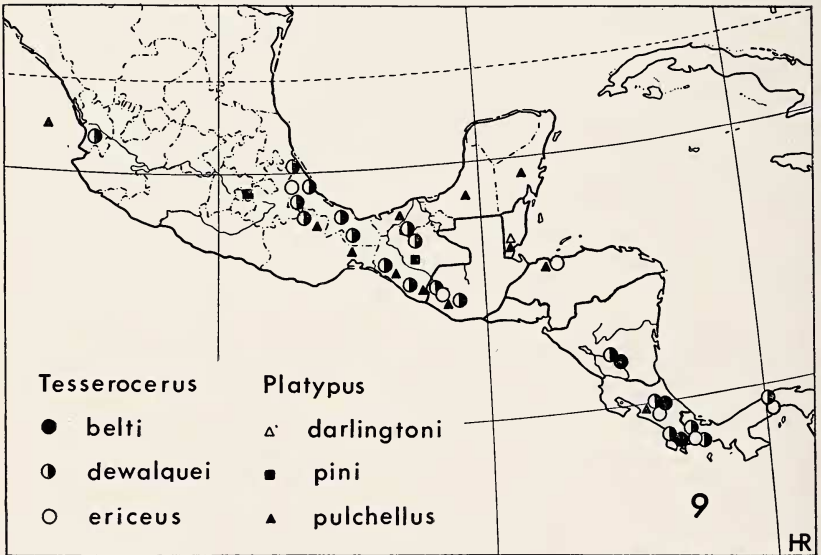 Tesserocerus
belti
dewalquei
ericeus
Platypus
darlingtoni
pini
pulchellus
9
HR